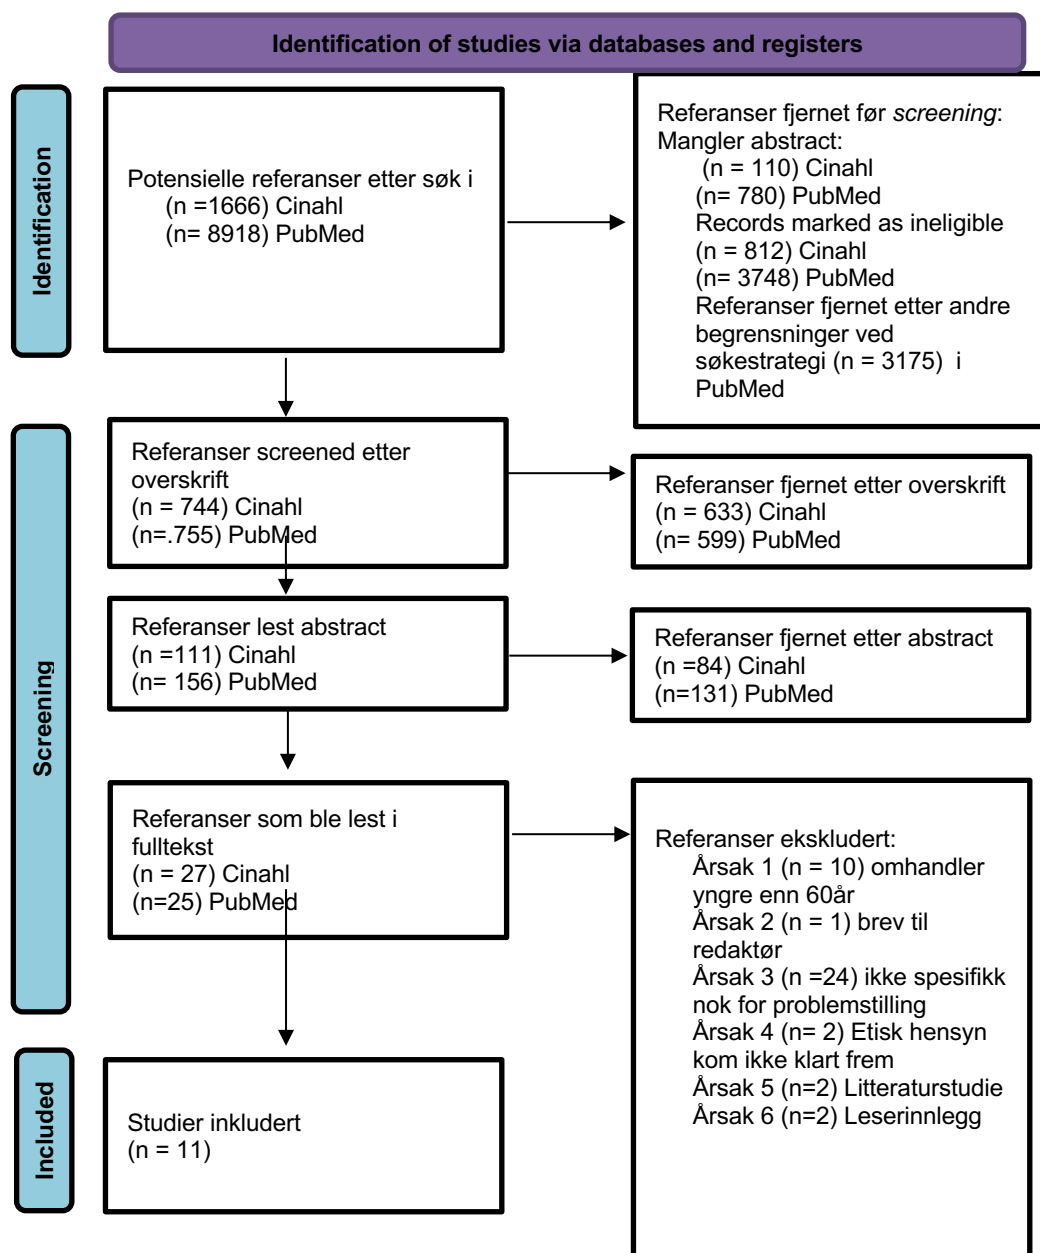 Identification of studies via databases and registers
Identification
Potensielle referanser etter søk i
(n =1666) Cinahl
(n= 8918) PubMed
Referanser fjernet før screening:
Mangler abstract:
(n = 110) Cinahl
(n= 780) PubMed
Records marked as ineligible
(n = 812) Cinahl
(n= 3748) PubMed
Referanser fjernet etter andre
begrensninger ved
søkestrategi (n = 3175) i
PubMed
Screening
Referanser screened etter
overskrift
(n = 744) Cinahl
(n=.755) PubMed
Referanser fjernet etter overskrift
(n = 633) Cinahl
(n= 599) PubMed
Referanser lest abstract
(n =111) Cinahl
(n= 156) PubMed
Referanser fjernet etter abstract
(n =84) Cinahl
(n=131) PubMed
Referanser som ble lest i
fulltekst
(n = 27) Cinahl
(n=25) PubMed
Referanser ekskludert:
Årsak 1 (n = 10) omhandler
yngre enn 60år
Årsak 2 (n = 1) brev til
redaktør
Årsak 3 (n =24) ikke spesifikk
nok for problemstilling
Årsak 4 (n= 2) Etisk hensyn
kom ikke klart frem
Årsak 5 (n=2) Litteraturstudie
Årsak 6 (n=2) Leserinnlegg
Included
Studier inkludert
(n = 11)